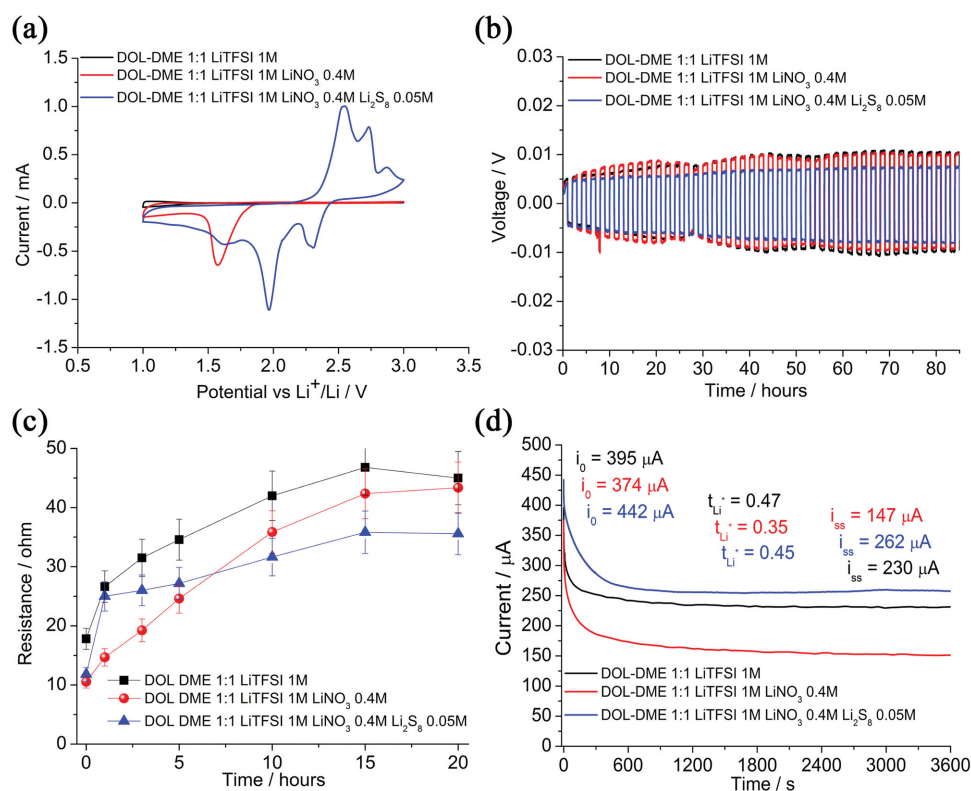 (a)
DOL-DME 1:1 LiTFSI 1M
DOL-DME 1:1 LiTFSI 1M LiNO₃ 0.4M
DOL-DME 1:1 LiTFSI 1M LiNO₃ 0.4M Li₂S₈ 0.05M
Current / mA
1.5
1.0
0.5
0.0
-0.5
-1.0
-1.5
0.5 1.0 1.5 2.0 2.5 3.0 3.5
Potential vs Li⁺/Li / V
(b)
DOL-DME 1:1 LiTFSI 1M
DOL-DME 1:1 LiTFSI 1M LiNO₃ 0.4M
DOL-DME 1:1 LiTFSI 1M LiNO₃ 0.4M Li₂S₈ 0.05M
Voltage / V
0.03
0.02
0.01
0.00
-0.01
-0.02
-0.03
0 10 20 30 40 50 60 70 80
Time / hours
(c)
Resistance / ohm
50
40
30
20
10
0
DOL DME 1:1 LiTFSI 1M
DOL DME 1:1 LiTFSI 1M LiNO₃ 0.4M
DOL DME 1:1 LiTFSI 1M LiNO₃ 0.4M Li₂S₈ 0.05M
0 5 10 15 20
Time / hours
(d)
Current / µA
500
450
400
350
300
250
200
150
100
50
0
i₀ = 395 µA
i₀ = 374 µA
i₀ = 442 µA
t_Li⁺ = 0.47
t_Li⁺ = 0.35
t_Li⁺ = 0.45
i_ss = 147 µA
i_ss = 262 µA
i_ss = 230 µA
DOL-DME 1:1 LiTFSI 1M
DOL-DME 1:1 LiTFSI 1M LiNO₃ 0.4M
DOL-DME 1:1 LiTFSI 1M LiNO₃ 0.4M Li₂S₈ 0.05M
0 600 1200 1800 2400 3000 3600
Time / s